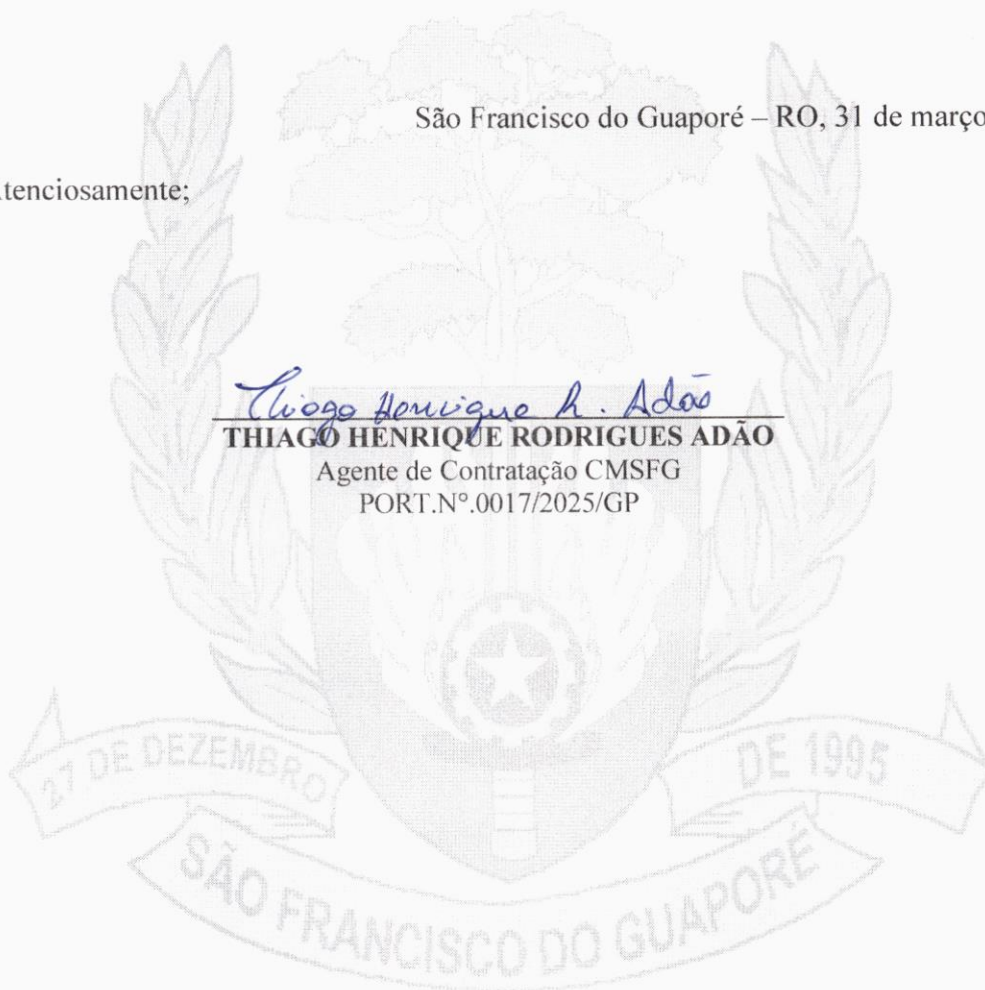 São Francisco do Guaporé – RO, 31 de março
Atenciosamente;
Thiago Henrique R. Adão
THIAGO HENRIQUE RODRIGUES ADÃO
Agente de Contratação CMSFG
PORT.Nº.0017/2025/GP
27 DE DEZEMBRO
DE 1995
SÃO FRANCISCO DO GUAPORÉ